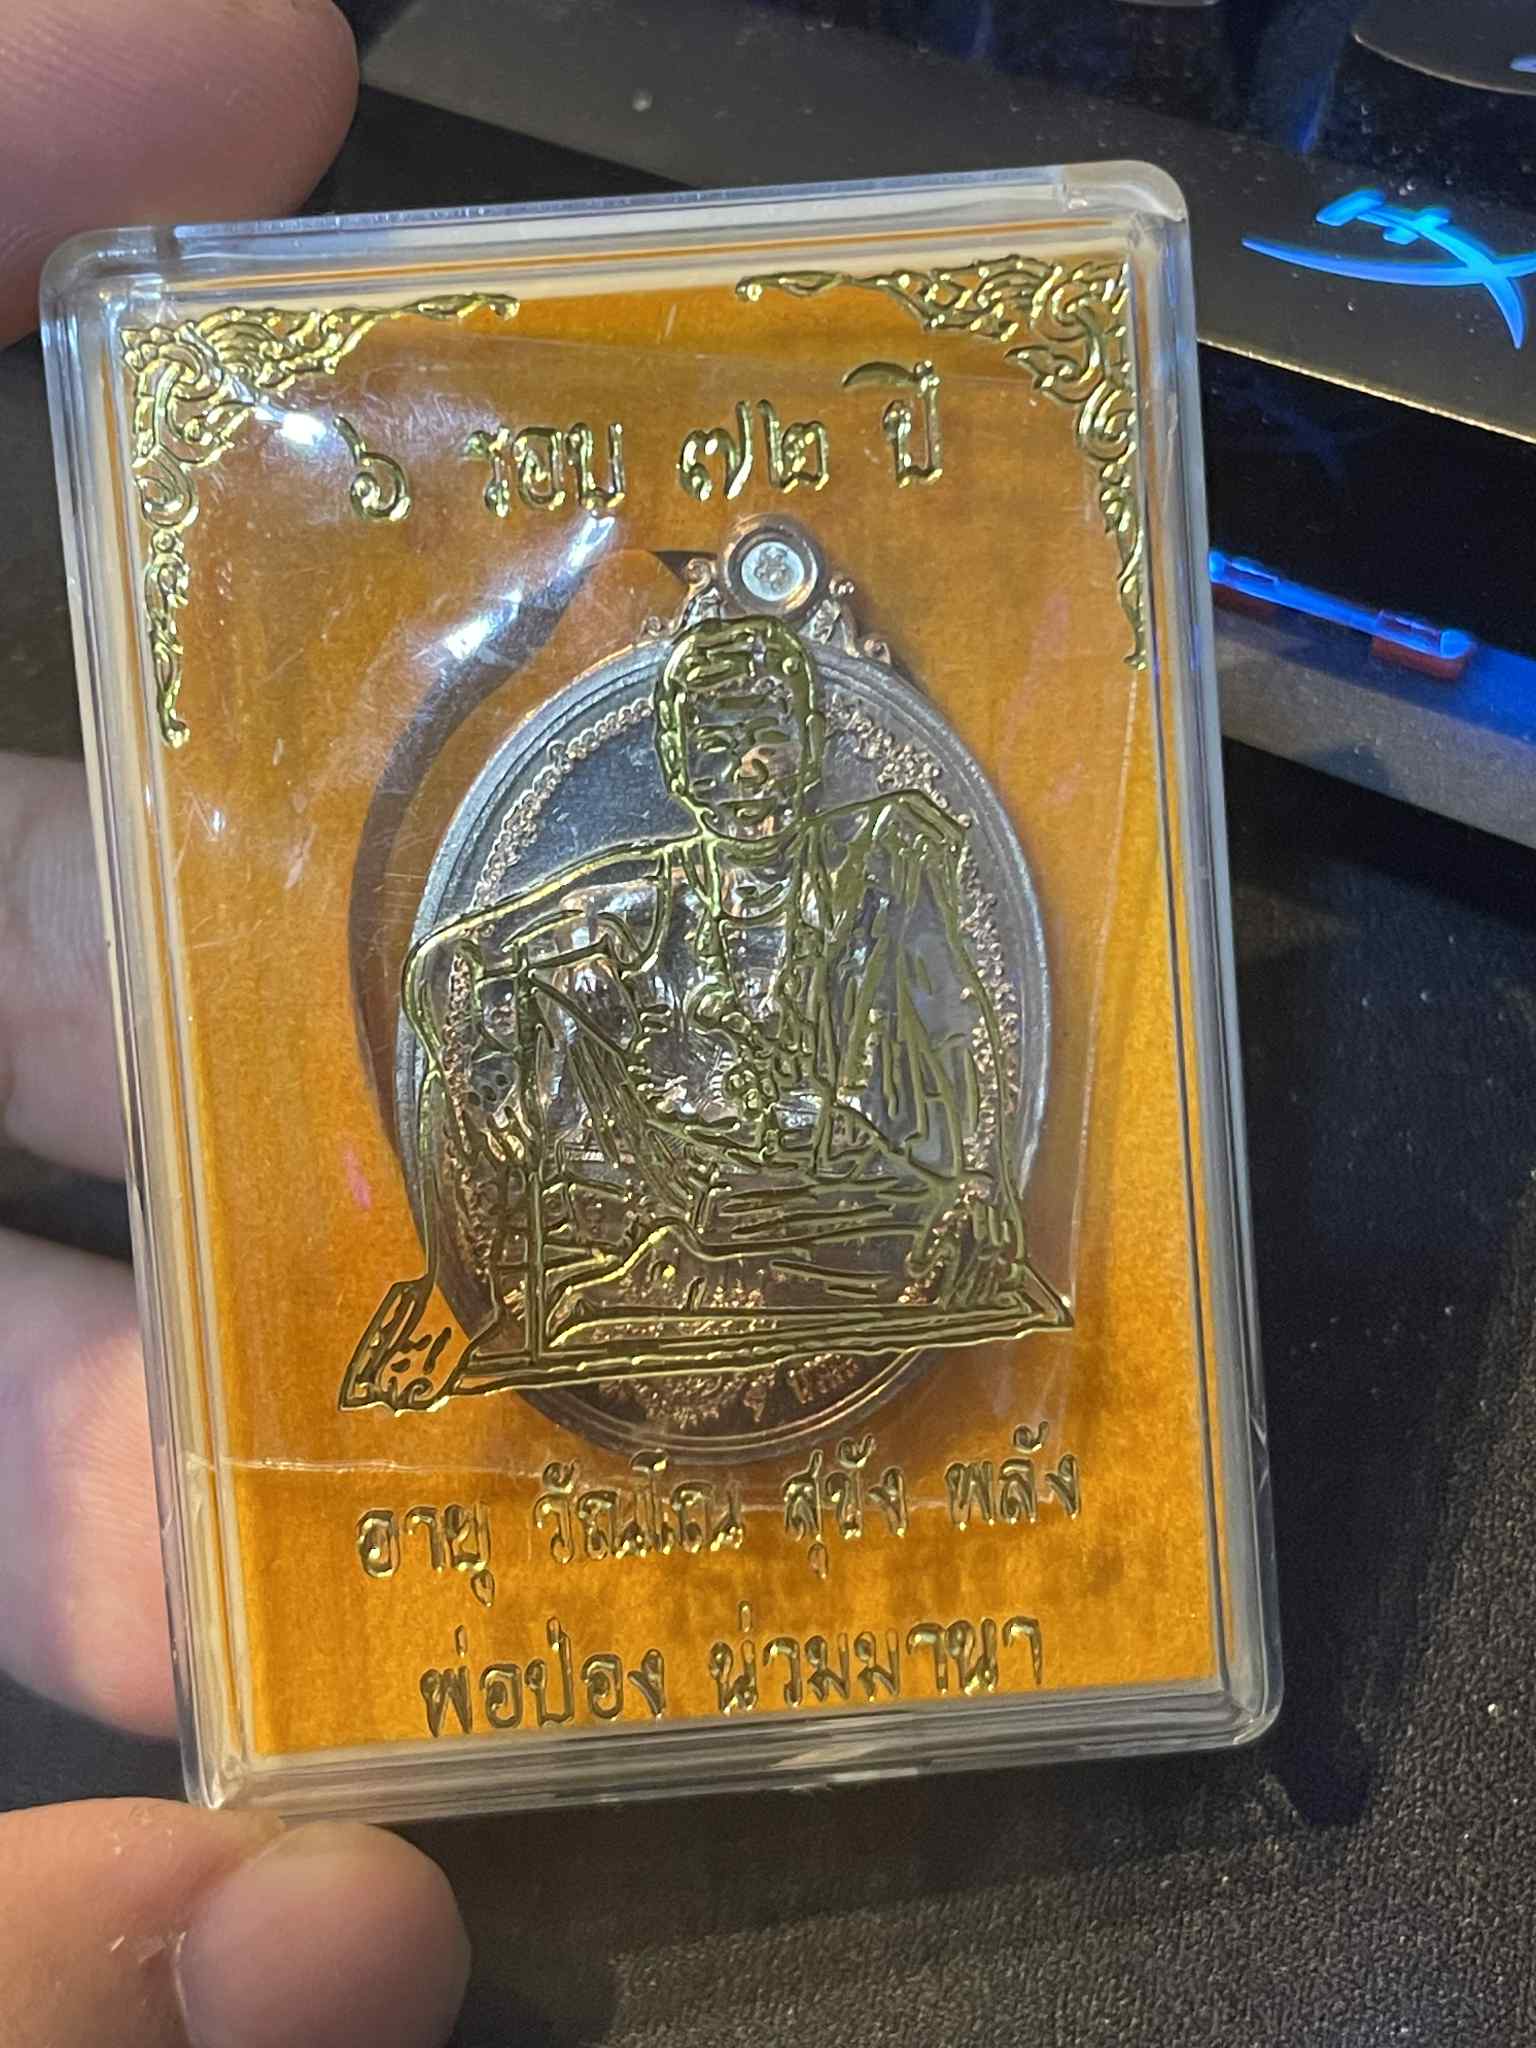 ๖ รอบ ๗๒ ปี
อายุ วัณโณ สุขัง พลัง
พ่อป่อง น่วมมานา